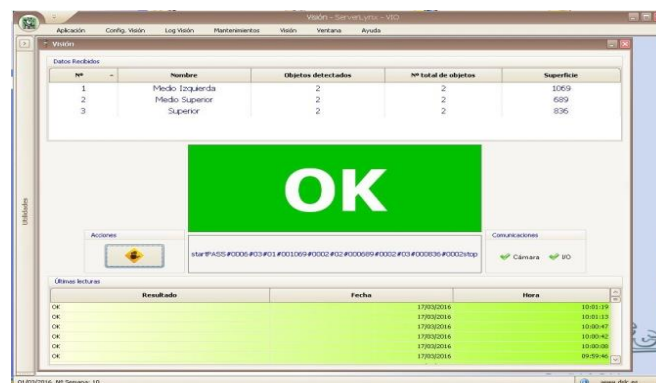 Visión - ServerLynx - VIO
Aplicación Config. Visión Log Visión Mantenimientos Visión Ventana Ayuda
Visión
Datos Recibidos
Nº Nombre Objetos detectados Nº total de objetos Superficie
1 Medio Izquierda 2 2 1069
2 Medio Superior 2 2 689
3 Superior 2 2 836
OK
Utilidades
Acciones
startPASS#0006#03#01#001069#0002#02#000689#0002#03#000836#0002stop
Comunicaciones
Cámara I/O
Últimas lecturas
Resultado Fecha Hora
OK 17/03/2016 10:01:19
OK 17/03/2016 10:01:13
OK 17/03/2016 10:00:47
OK 17/03/2016 10:00:42
OK 17/03/2016 10:00:08
OK 17/03/2016 09:59:46
Nº Semana: 10